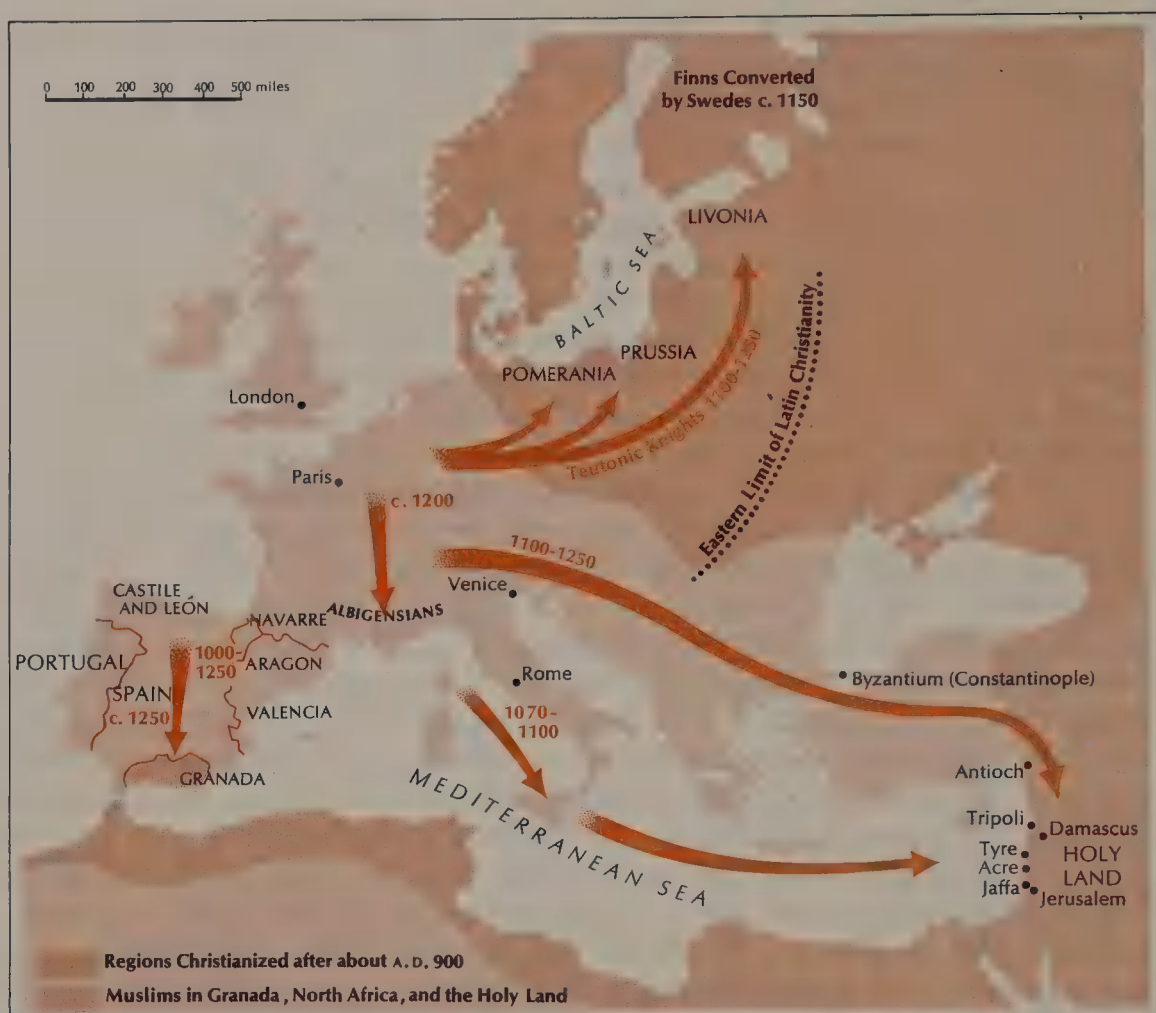 0 100 200 300 400 500 miles
Finns Converted
by Swedes c. 1150
LIVONIA
BALTIC SEA
Eastern Limit of Latin Christianity
PRUSSIA
POMERANIA
Teutonic Knights 1100-1250
London
Paris
c. 1200
1100-1250
Venice
CASTILE
AND LEÓN
NAVARRE
ALBIGENSIANS
PORTUGAL
1000-
1250
ARAGON
SPAIN
c. 1250
VALENCIA
GRANADA
Rome
1070-
1100
Byzantium (Constantinople)
MEDITERRANEAN SEA
Antioch
Tripoli
Damascus
Tyre
HOLY
Acre
LAND
Jaffa
Jerusalem
Regions Christianized after about A.D. 900
Muslims in Granada, North Africa, and the Holy Land